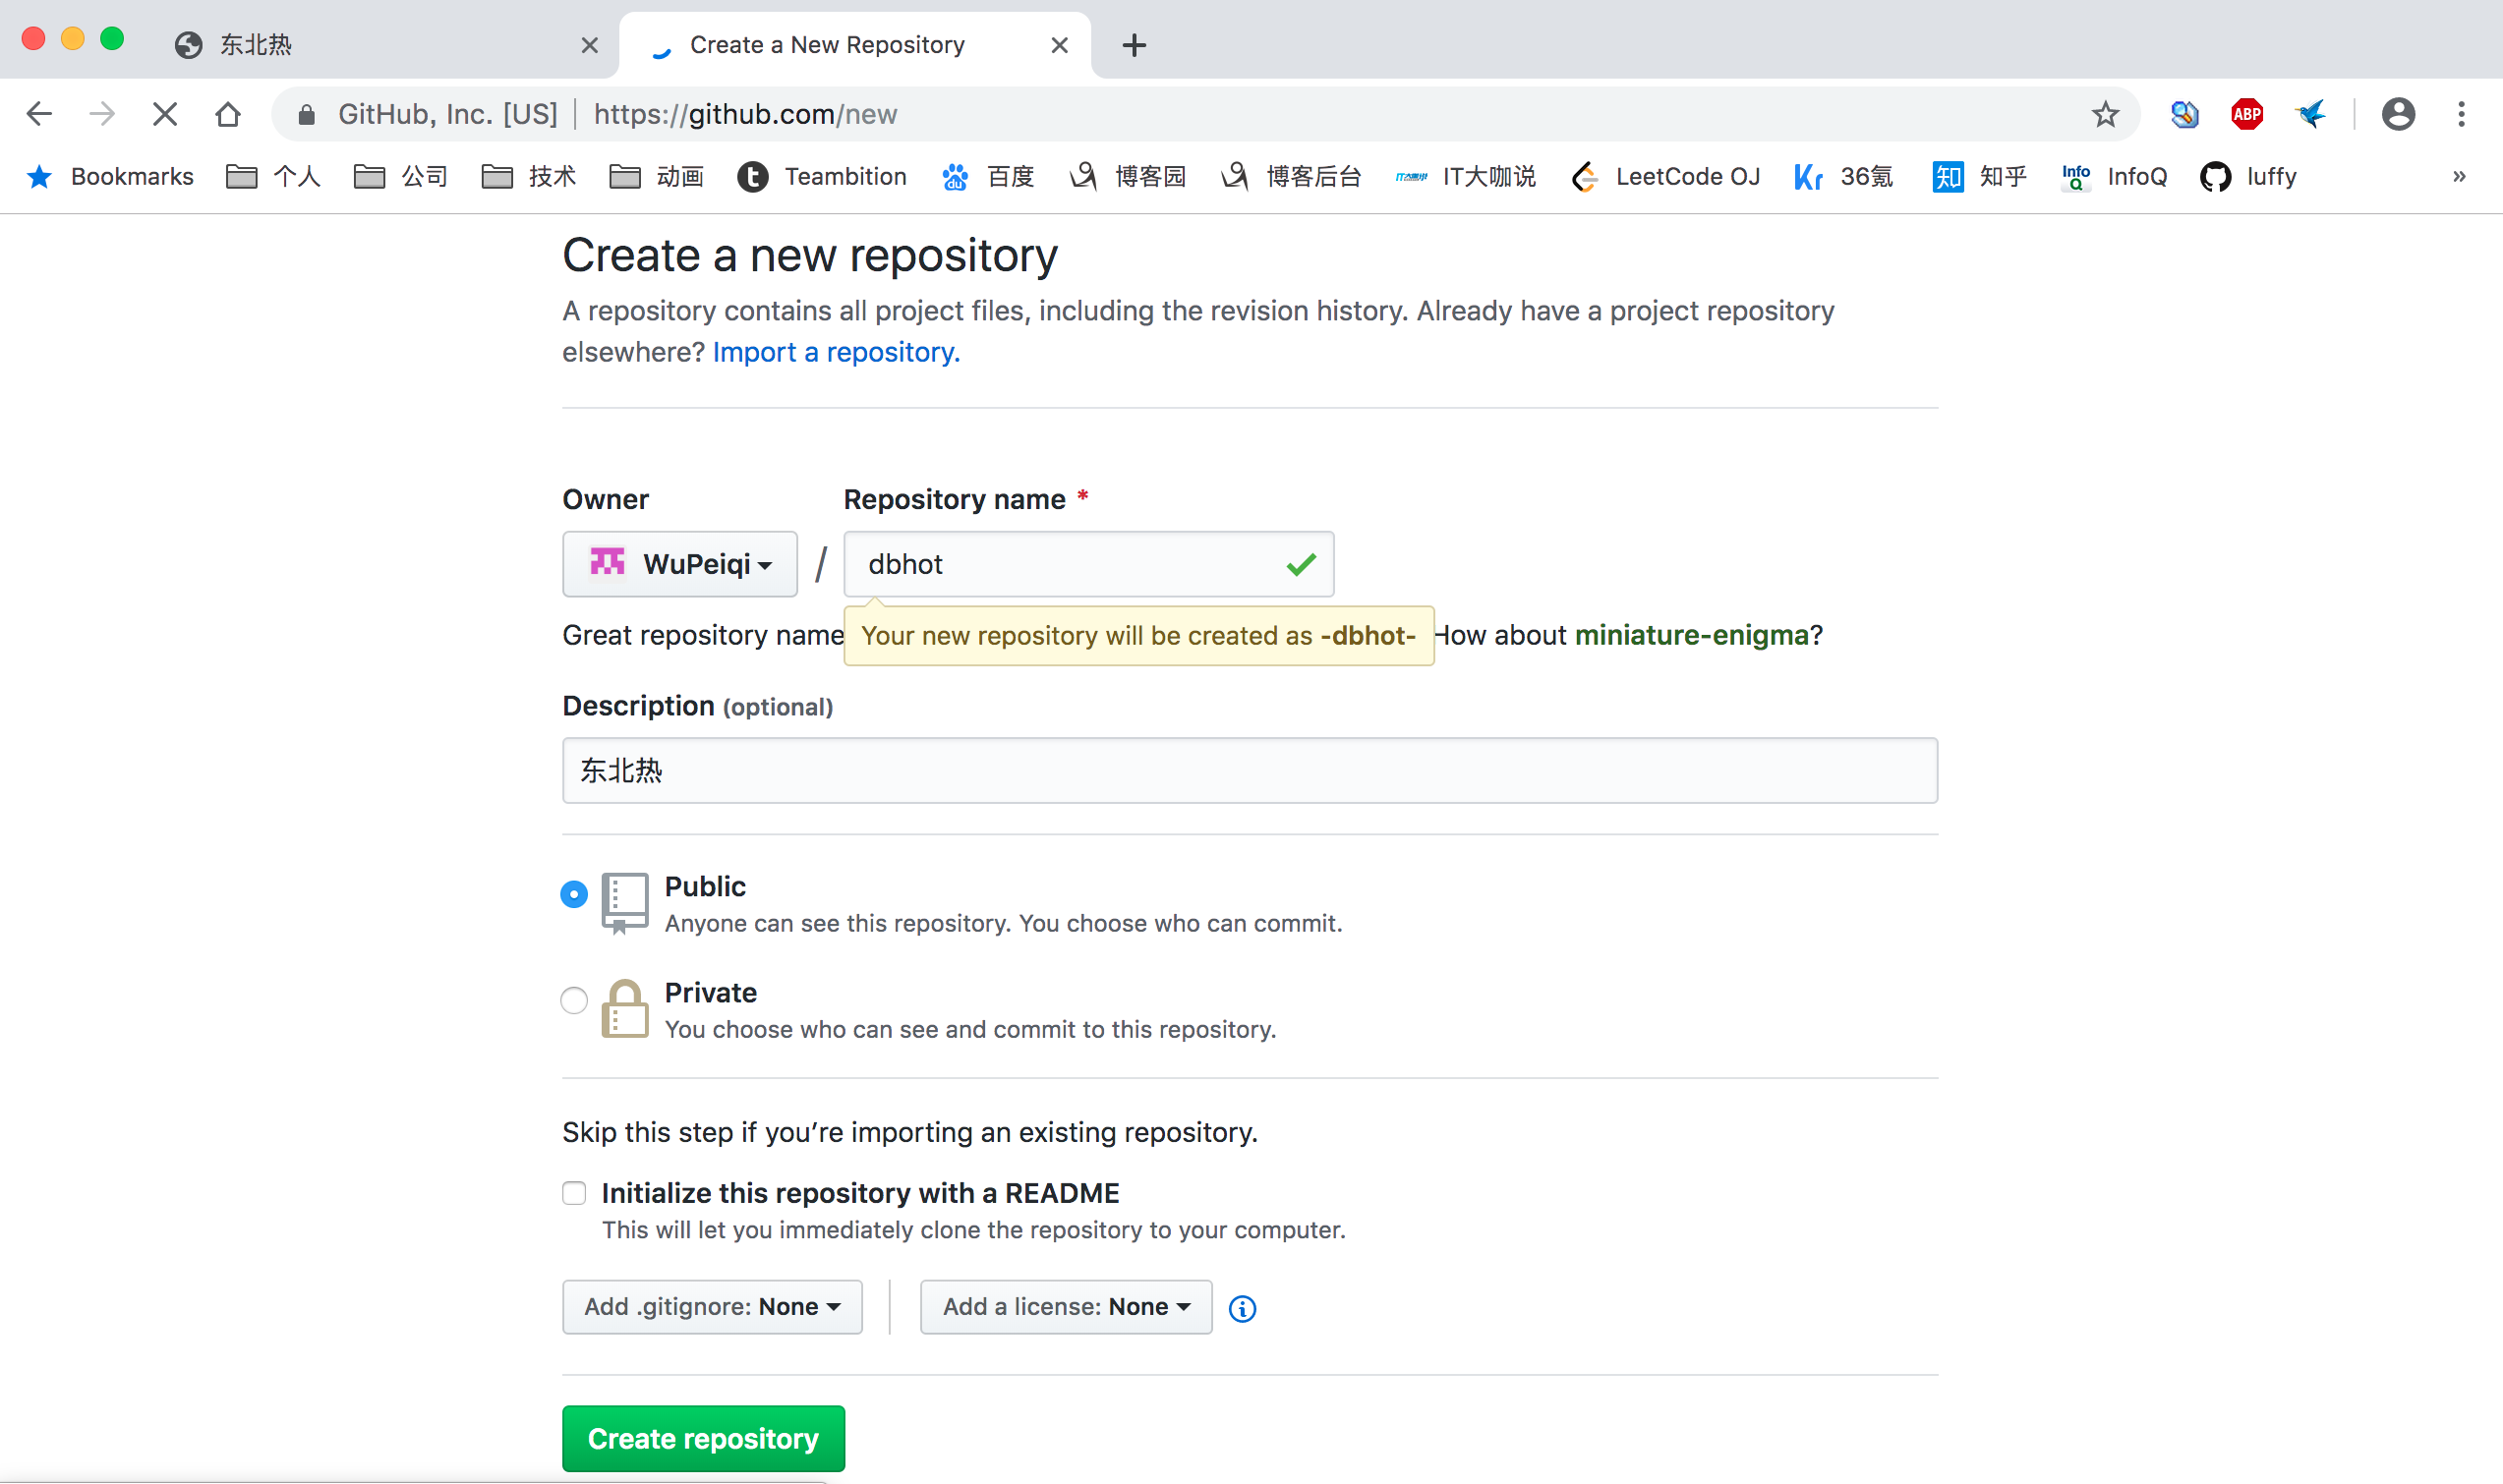 东北热
Create a New Repository
GitHub, Inc. [US] | https://github.com/new
ABP
Bookmarks 个人 公司 技术 动画 t Teambition du 百度 博客园 博客后台 IT大咖说 LeetCode OJ Kr 36氪 知 知乎 InfoQ InfoQ luffy »
Create a new repository
A repository contains all project files, including the revision history. Already have a project repository
elsewhere? Import a repository.
Owner
Repository name *
WuPeiqi / dbhot
Great repository name
Your new repository will be created as -dbhot-
How about miniature-enigma?
Description (optional)
东北热
Public
Anyone can see this repository. You choose who can commit.
Private
You choose who can see and commit to this repository.
Skip this step if you’re importing an existing repository.
Initialize this repository with a README
This will let you immediately clone the repository to your computer.
Add .gitignore: None
Add a license: None
Create repository